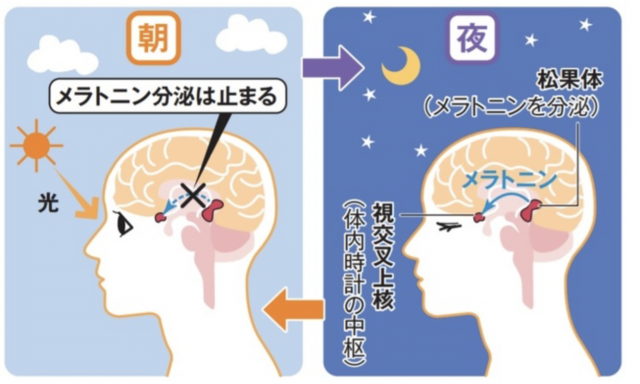 朝
メラトニン分泌は止まる
光
夜
松果体
（メラトニンを分泌）
メラトニン
視交叉上核
（体内時計の中枢）